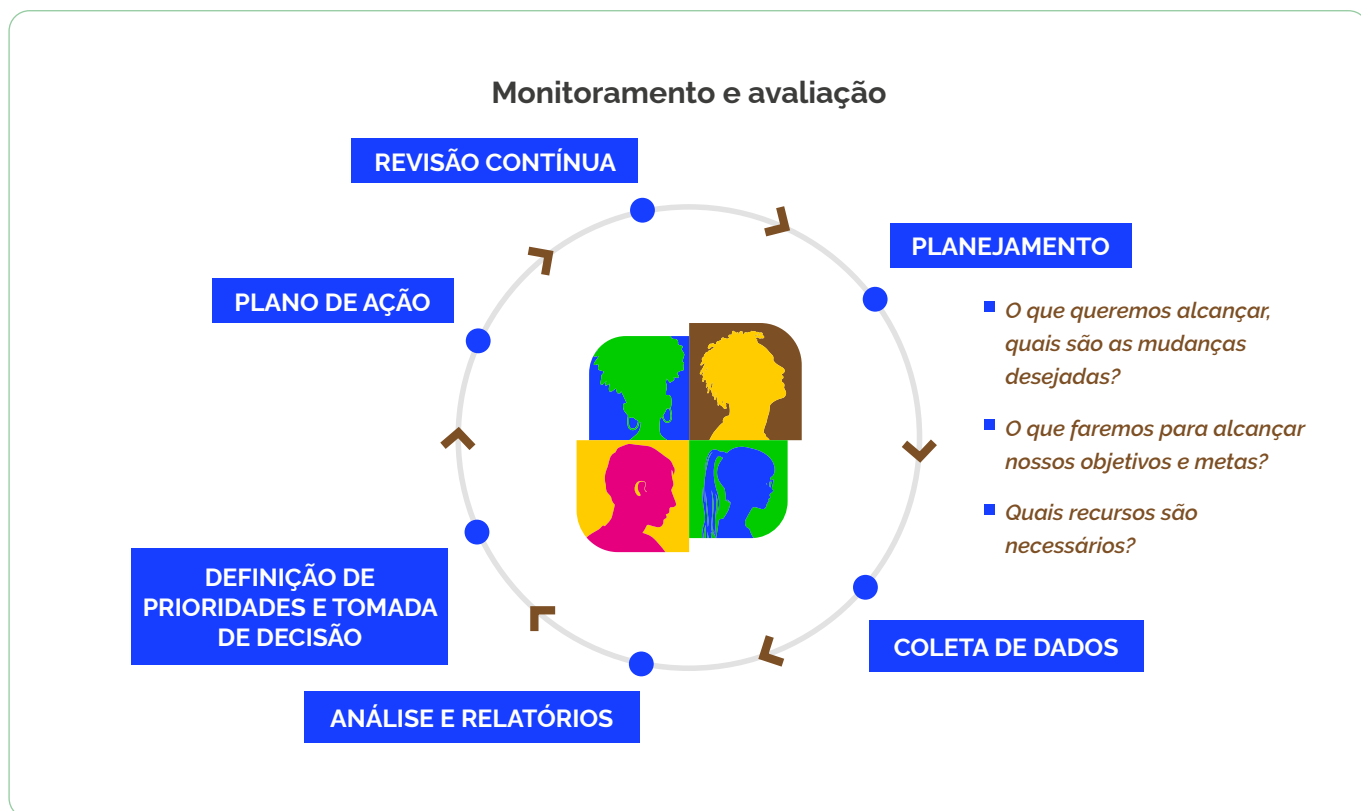 Monitoramento e avaliação
REVISÃO CONTÍNUA
PLANEJAMENTO
O que queremos alcançar,
quais são as mudanças
desejadas?
O que faremos para alcançar
nossos objetivos e metas?
Quais recursos são
necessários?
COLETA DE DADOS
ANÁLISE E RELATÓRIOS
DEFINIÇÃO DE
PRIORIDADES E TOMADA
DE DECISÃO
PLANO DE AÇÃO